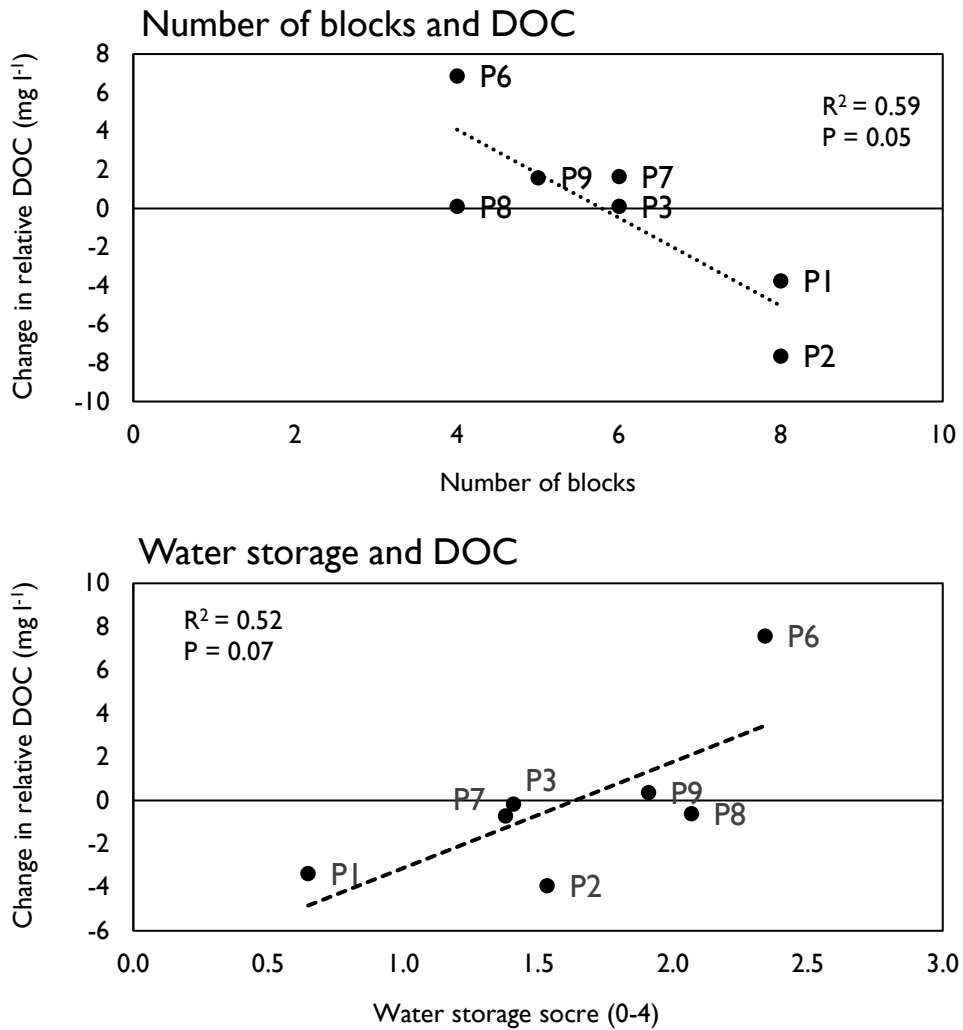 Number of blocks and DOC
Change in relative DOC (mg l-1)
8
6
4
2
0
-2
-4
-6
-8
-10
P6
R2 = 0.59
P = 0.05
P9
P7
P8
P3
P1
P2
0
2
4
6
8
10
Number of blocks
Water storage and DOC
Change in relative DOC (mg l-1)
10
8
6
4
2
0
-2
-4
-6
R2 = 0.52
P = 0.07
P6
P3
P7
P9
P8
P1
P2
0.0
0.5
1.0
1.5
2.0
2.5
3.0
Water storage socre (0-4)